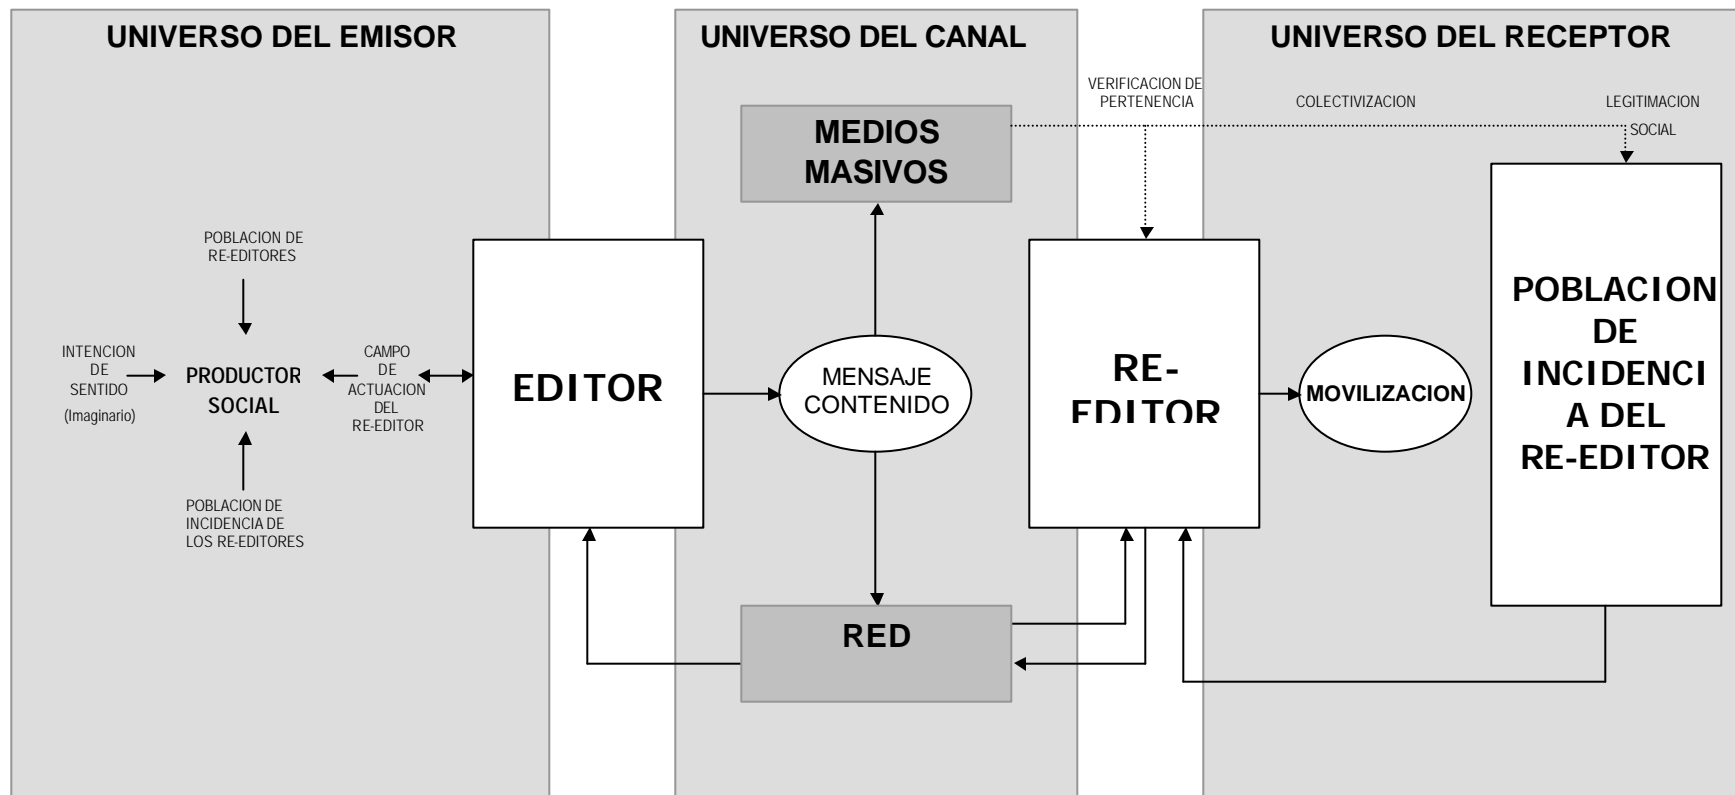 UNIVERSO DEL EMISOR
UNIVERSO DEL CANAL
UNIVERSO DEL RECEPTOR
VERIFICACION DE
PERTENENCIA
COLECTIVIZACION
LEGITIMACION
SOCIAL
MEDIOS
MASIVOS
POBLACION DE
RE-EDITORES
INTENCION
DE
SENTIDO
(Imaginario)
PRODUCTOR
SOCIAL
CAMPO
DE
ACTUACION
DEL
RE-EDITOR
POBLACION DE
INCIDENCIA DE
LOS RE-EDITORES
EDITOR
MENSAJE
CONTENIDO
RE-
EDITOR
MOVILIZACION
POBLACION
DE
INCIDENCI
A DEL
RE-EDITOR
RED